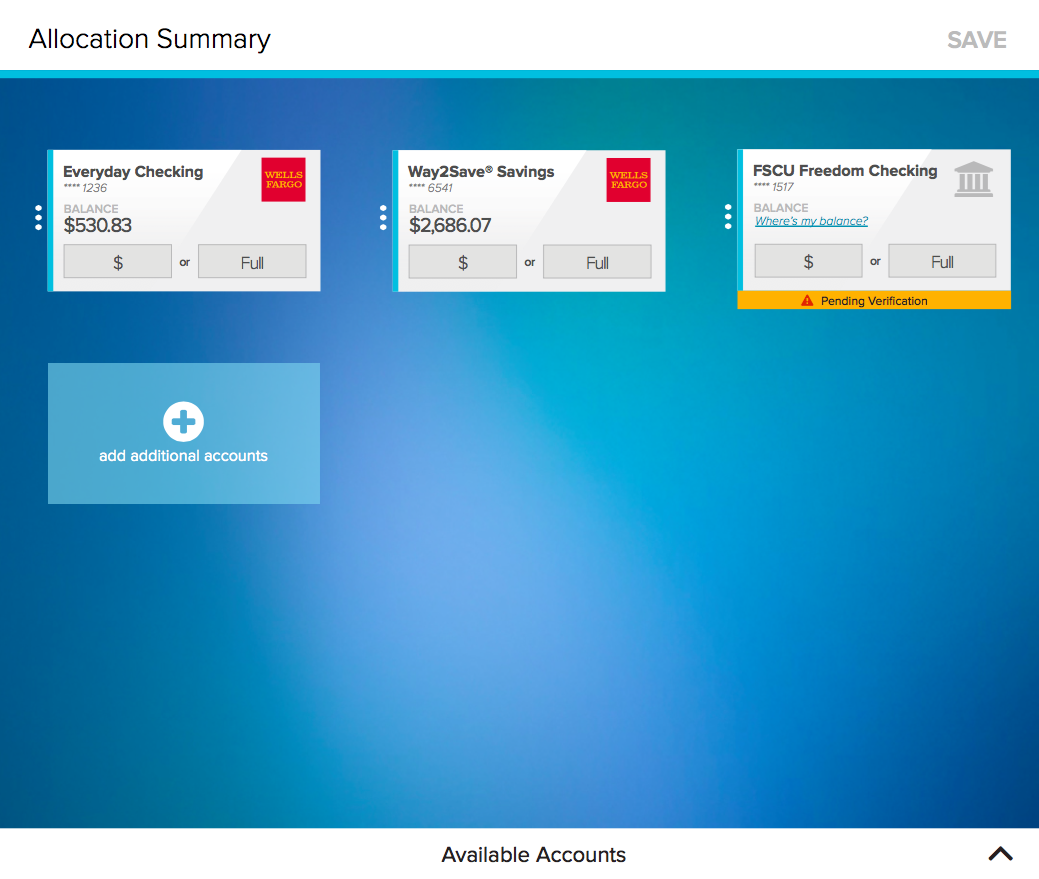 Allocation Summary
SAVE
Everyday Checking
**** 1236
BALANCE
$530.83
$ or Full
WELLS
FARGO
Way2Save® Savings
**** 6541
BALANCE
$2,686.07
$ or Full
WELLS
FARGO
FSCU Freedom Checking
**** 1517
BALANCE
Where's my balance?
$ or Full
Pending Verification
add additional accounts
Available Accounts